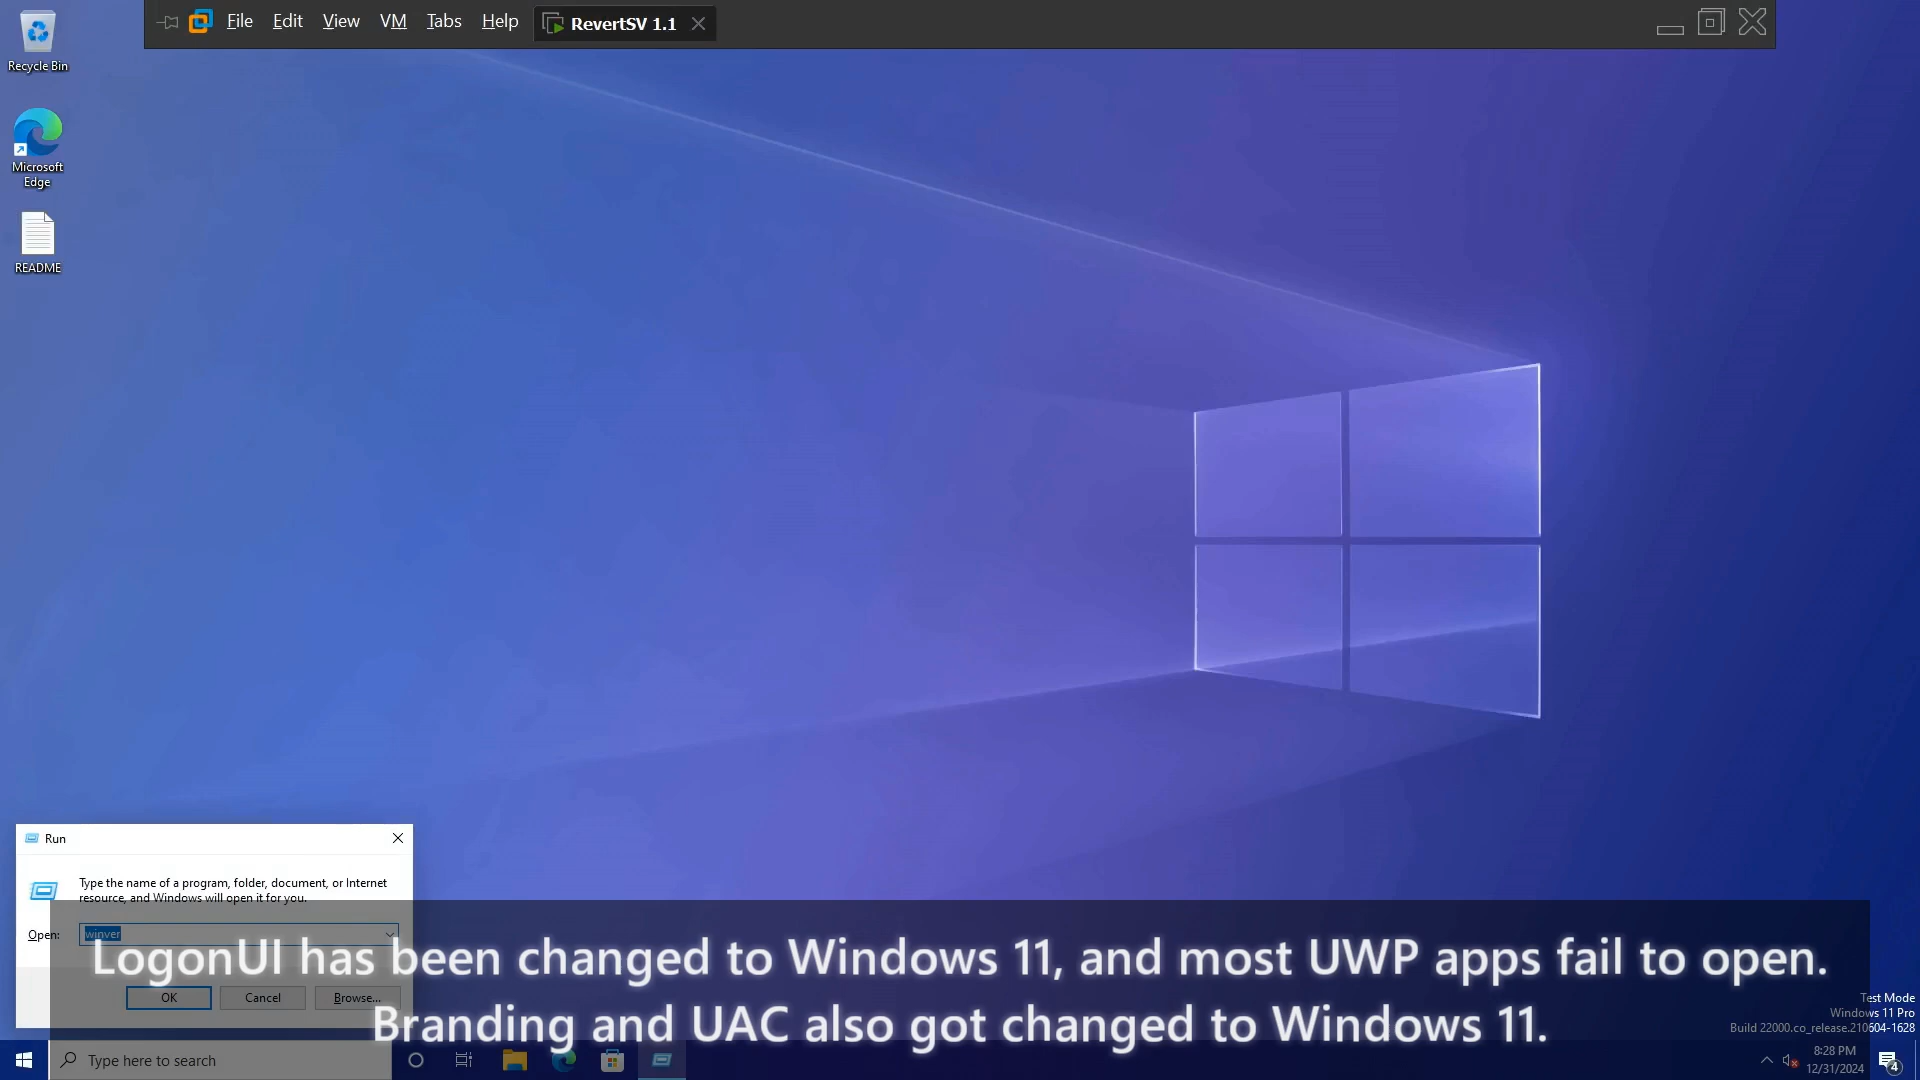 File Edit View VM Tabs Help RevertSV 1.1
Recycle Bin
Microsoft
Edge
README
Run
Type the name of a program, folder, document, or Internet
resource, and Windows will open it for you.
Open: winver
OK Cancel Browse...
LogonUI has been changed to Windows 11, and most UWP apps fail to open.
Branding and UAC also got changed to Windows 11.
Test Mode
Windows 11 Pro
Build 22000.co_release.210604-1628
Type here to search
8:28 PM
12/31/2024
4